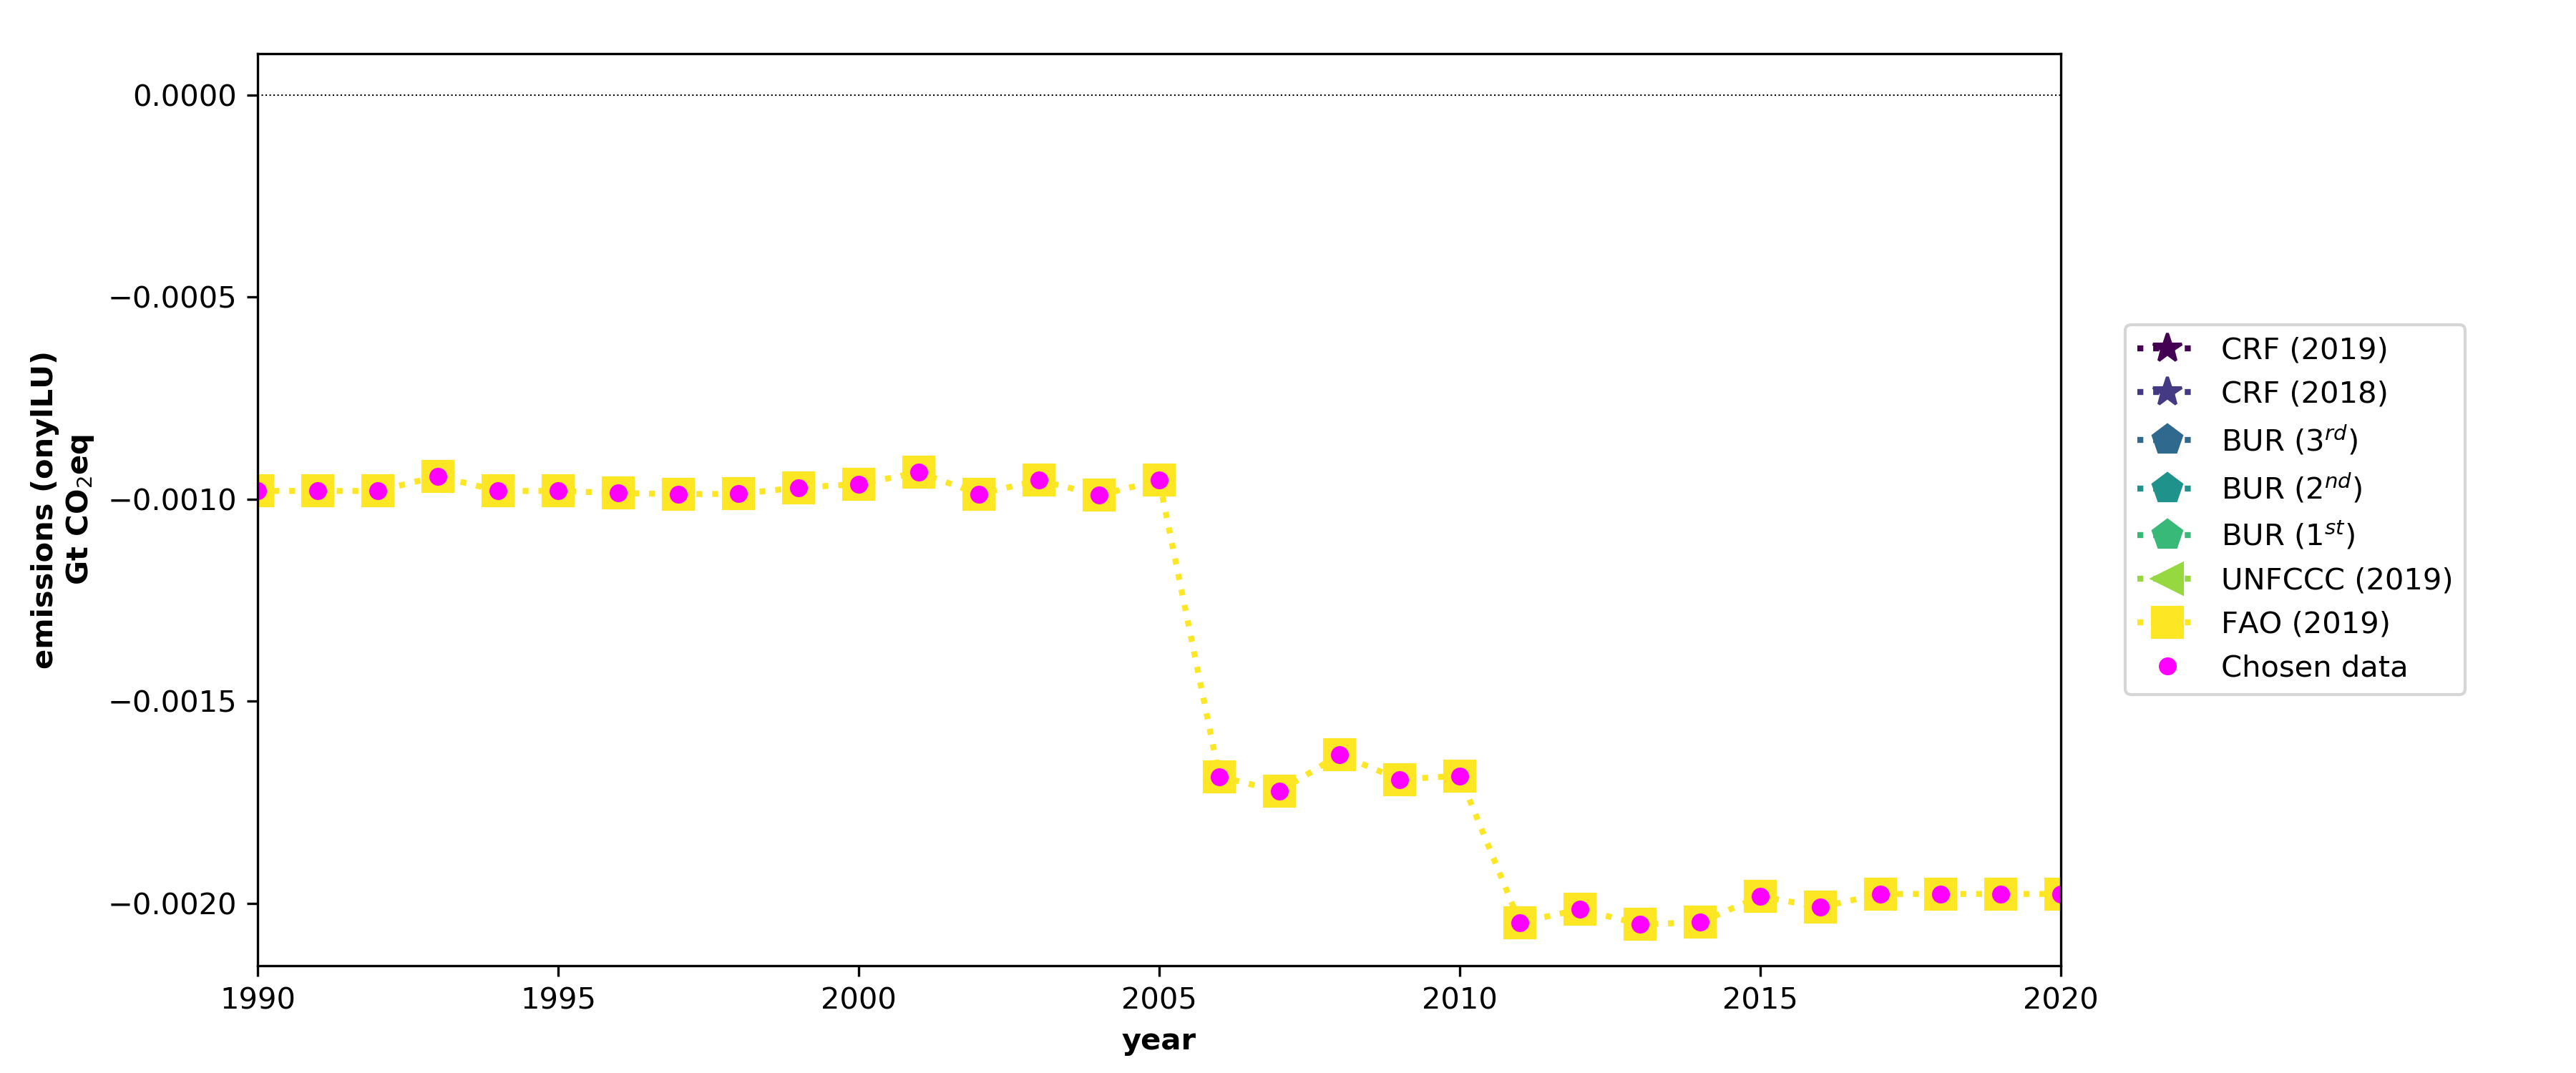 0.0000
−0.0005
−0.0010
−0.0015
−0.0020
emissions (onylLU)
Gt CO₂eq
1990 1995 2000 2005 2010 2015 2020
year
CRF (2019)
CRF (2018)
BUR (3ʳᵈ)
BUR (2ⁿᵈ)
BUR (1ˢᵗ)
UNFCCC (2019)
FAO (2019)
Chosen data